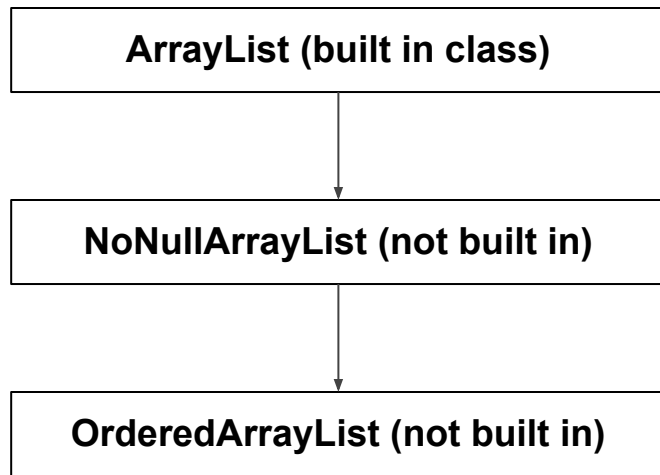 ArrayList (built in class)
NoNullArrayList (not built in)
OrderedArrayList (not built in)